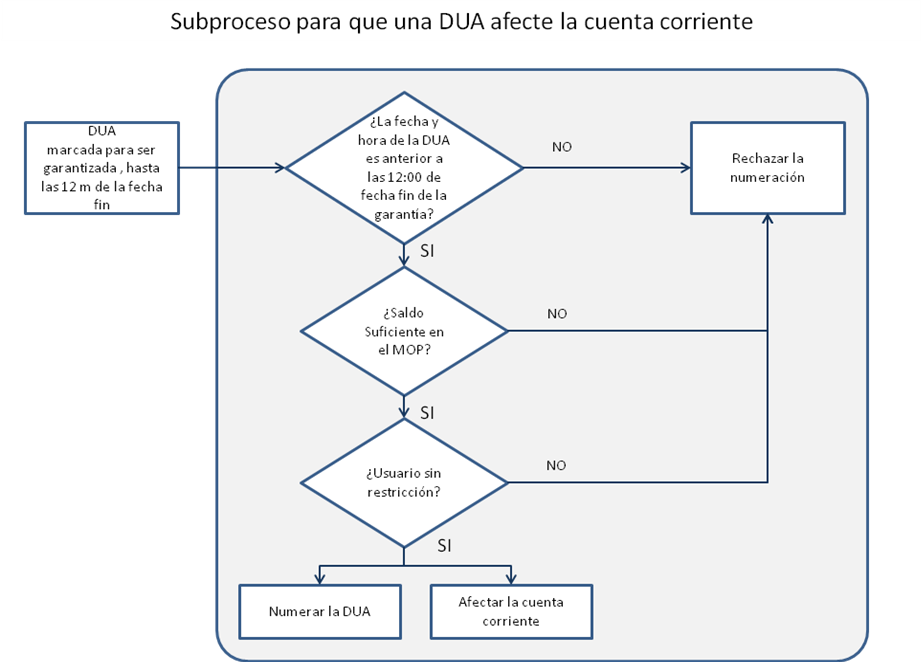 Subproceso para que una DUA afecte la cuenta corriente
DUA
marcada para ser
garantizada , hasta
las 12 m de la fecha
fin
¿La fecha y
hora de la DUA
es anterior a
las 12:00 de
fecha fin de la
garantía?
NO
Rechazar la
numeración
SI
¿Saldo
Suficiente en
el MOP?
NO
SI
¿Usuario sin
restricción?
NO
SI
Numerar la DUA
Afectar la cuenta
corriente